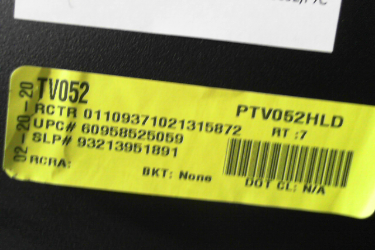 02-20-20
TV052
PTV052HLD
RCTR 01109371021315872
RT :7
UPC# 60958525059
SLP# 93213951891
RCRA:
BKT: None
DOT CL: N/A